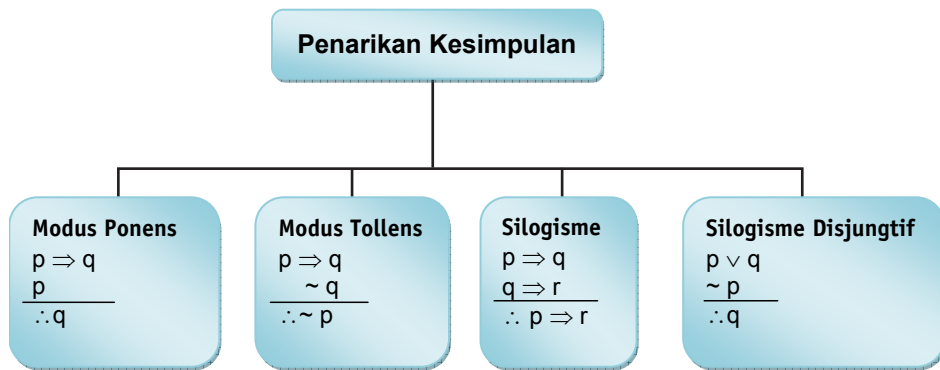 Penarikan Kesimpulan
Modus Ponens
p ⇒ q
p
∴ q
Modus Tollens
p ⇒ q
~ q
∴ ~ p
Silogisme
p ⇒ q
q ⇒ r
∴ p ⇒ r
Silogisme Disjungtif
p ∨ q
~ p
∴ q